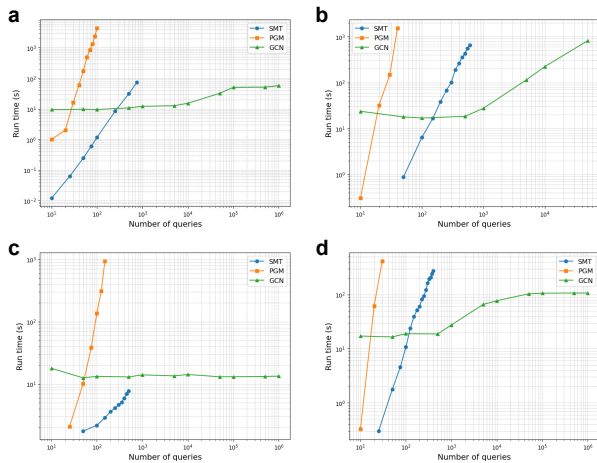 a
SMT
PGM
GCN
Run time (s)
10³
10²
10¹
10⁰
10⁻¹
10⁻²
10¹ 10² 10³ 10⁴ 10⁵ 10⁶
Number of queries
b
SMT
PGM
GCN
Run time (s)
10³
10²
10¹
10⁰
10¹ 10² 10³ 10⁴
Number of queries
c
SMT
PGM
GCN
Run time (s)
10³
10²
10¹
10¹ 10² 10³ 10⁴ 10⁵ 10⁶
Number of queries
d
SMT
PGM
GCN
Run time (s)
10²
10¹
10⁰
10¹ 10² 10³ 10⁴ 10⁵ 10⁶
Number of queries